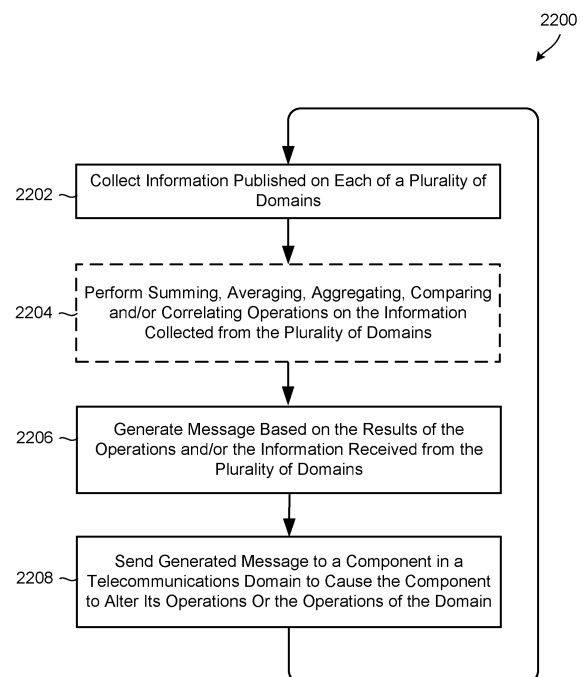 2200
2202
Collect Information Published on Each of a Plurality of
Domains
2204
Perform Summing, Averaging, Aggregating, Comparing
and/or Correlating Operations on the Information
Collected from the Plurality of Domains
2206
Generate Message Based on the Results of the
Operations and/or the Information Received from the
Plurality of Domains
2208
Send Generated Message to a Component in a
Telecommunications Domain to Cause the Component
to Alter Its Operations Or the Operations of the Domain